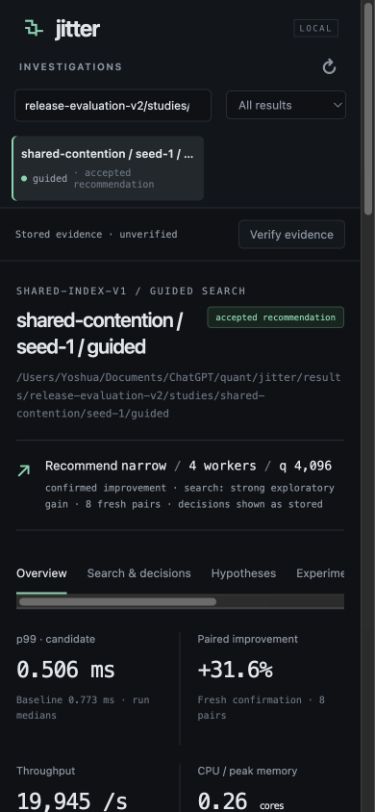 jitter
LOCAL
INVESTIGATIONS
release-evaluation-v2/studies/
All results
shared-contention / seed-1 / ...
guided · accepted
recommendation
Stored evidence · unverified
Verify evidence
SHARED-INDEX-V1 / GUIDED SEARCH
shared-contention /
seed-1 / guided
accepted recommendation
/Users/Yoshua/Documents/ChatGPT/quant/jitter/result
s/release-evaluation-v2/studies/shared-
contention/seed-1/guided
Recommend narrow / 4 workers / q 4,096
confirmed improvement · search: strong exploratory
gain · 8 fresh pairs · decisions shown as stored
Overview
Search & decisions
Hypotheses
Experime
p99 · candidate
0.506 ms
Baseline 0.773 ms · run
medians
Paired improvement
+31.6%
Fresh confirmation · 8
pairs
Throughput
19,945 /s
CPU / peak memory
0.26 cores